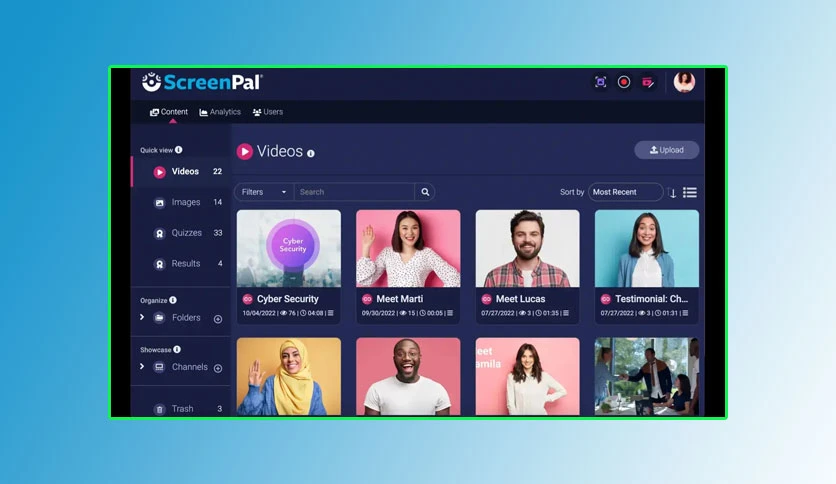 ScreenPal
Content Analytics Users
Quick view
Videos 22
Images 14
Quizzes 33
Results 4
Organize
Folders
Showcase
Channels
Trash 3
Videos
Upload
Filters Search
Sort by Most Recent
Cyber
Security
Cyber Security
10/04/2022 | 76 | 04:08 |
Meet Marti
09/30/2022 | 15 | 00:05 |
Meet Lucas
07/27/2022 | 3 | 01:35 |
Testimonial: Ch...
07/27/2022 | 3 | 01:31 |
eet
amila